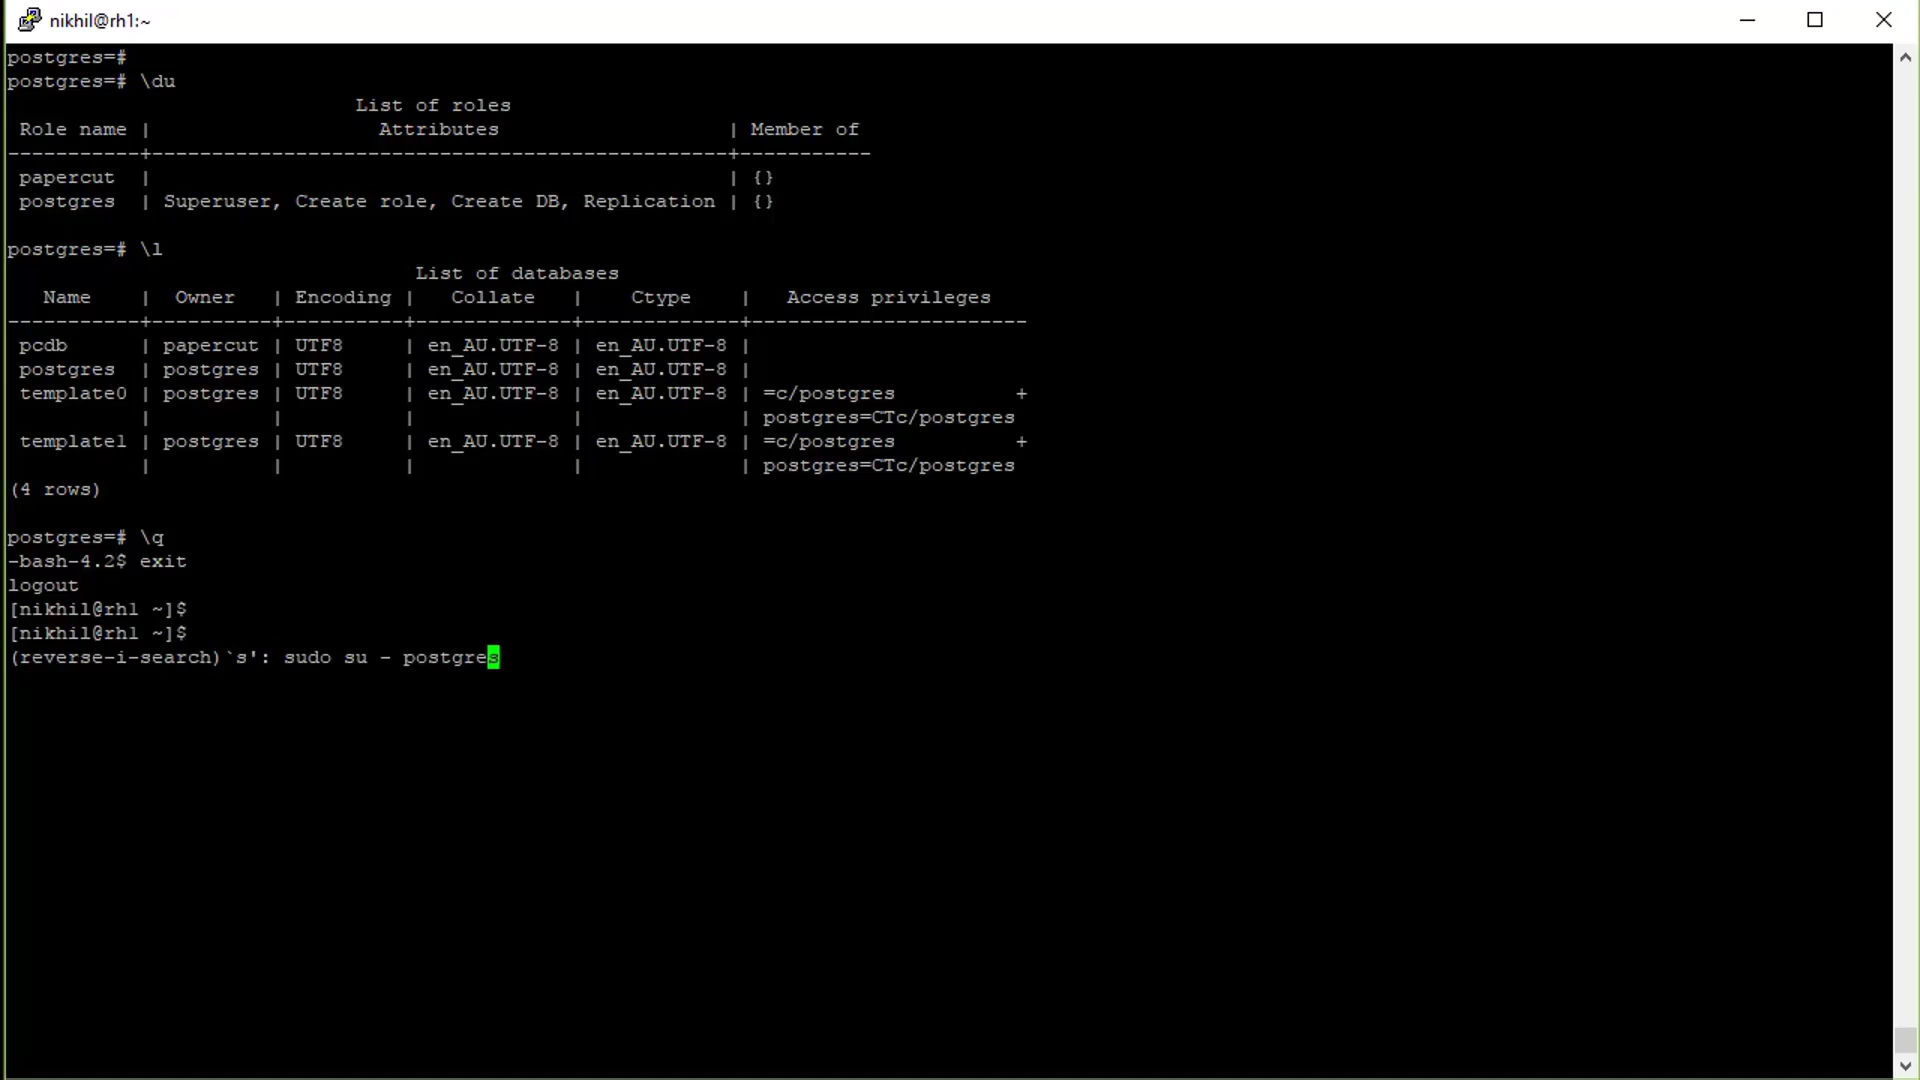 nikhil@rh1:~
postgres=#
postgres=# \du
                             List of roles
 Role name |                   Attributes                   | Member of
-----------+------------------------------------------------+-----------
 papercut  |                                                | {}
 postgres  | Superuser, Create role, Create DB, Replication | {}

postgres=# \l
                                  List of databases
   Name    |  Owner   | Encoding |   Collate   |    Ctype    |   Access privileges
-----------+----------+----------+-------------+-------------+-----------------------
 pcdb      | papercut | UTF8     | en_AU.UTF-8 | en_AU.UTF-8 |
 postgres  | postgres | UTF8     | en_AU.UTF-8 | en_AU.UTF-8 |
 template0 | postgres | UTF8     | en_AU.UTF-8 | en_AU.UTF-8 | =c/postgres          +
           |          |          |             |             | postgres=CTc/postgres
 template1 | postgres | UTF8     | en_AU.UTF-8 | en_AU.UTF-8 | =c/postgres          +
           |          |          |             |             | postgres=CTc/postgres
(4 rows)

postgres=# \q
-bash-4.2$ exit
logout
[nikhil@rh1 ~]$
[nikhil@rh1 ~]$
(reverse-i-search)`s': sudo su - postgres